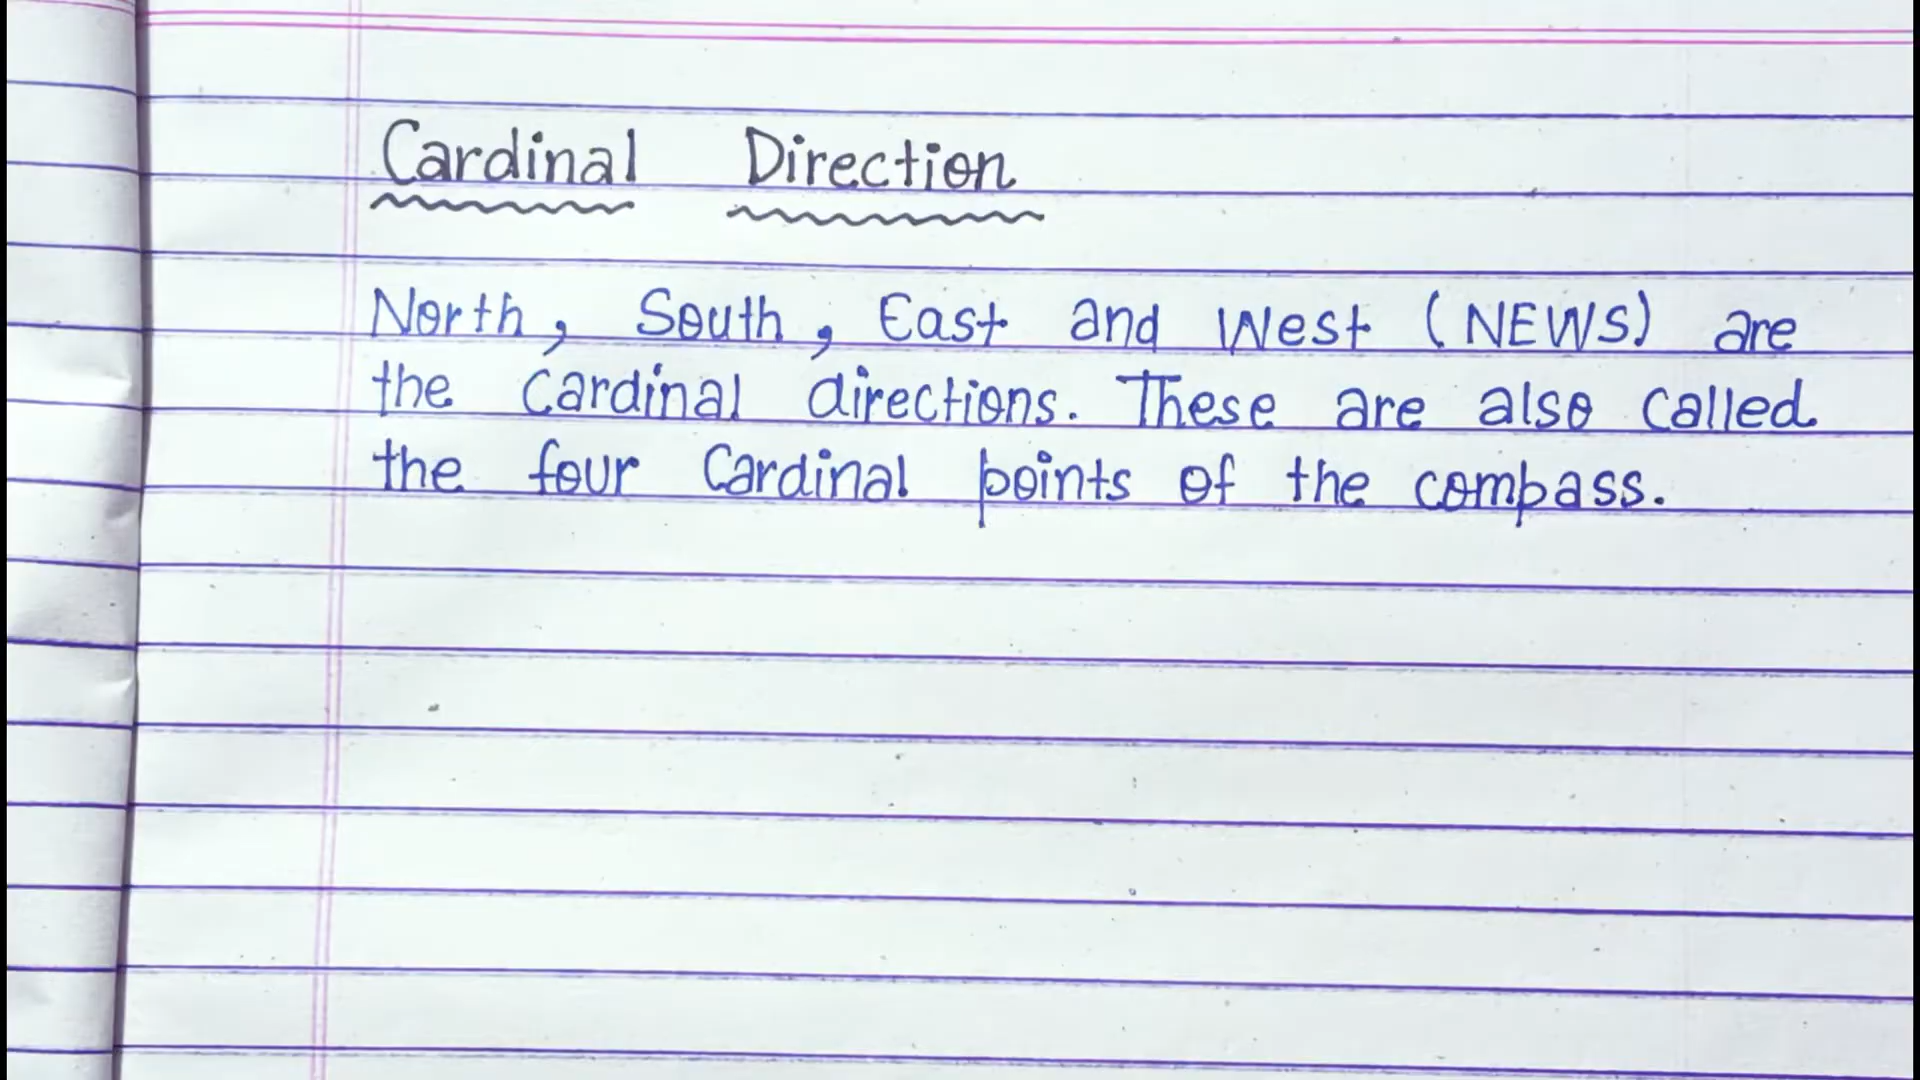 Cardinal Direction
North, South, East and West (NEWS) are
the Cardinal directions. These are also called
the four Cardinal points of the compass.